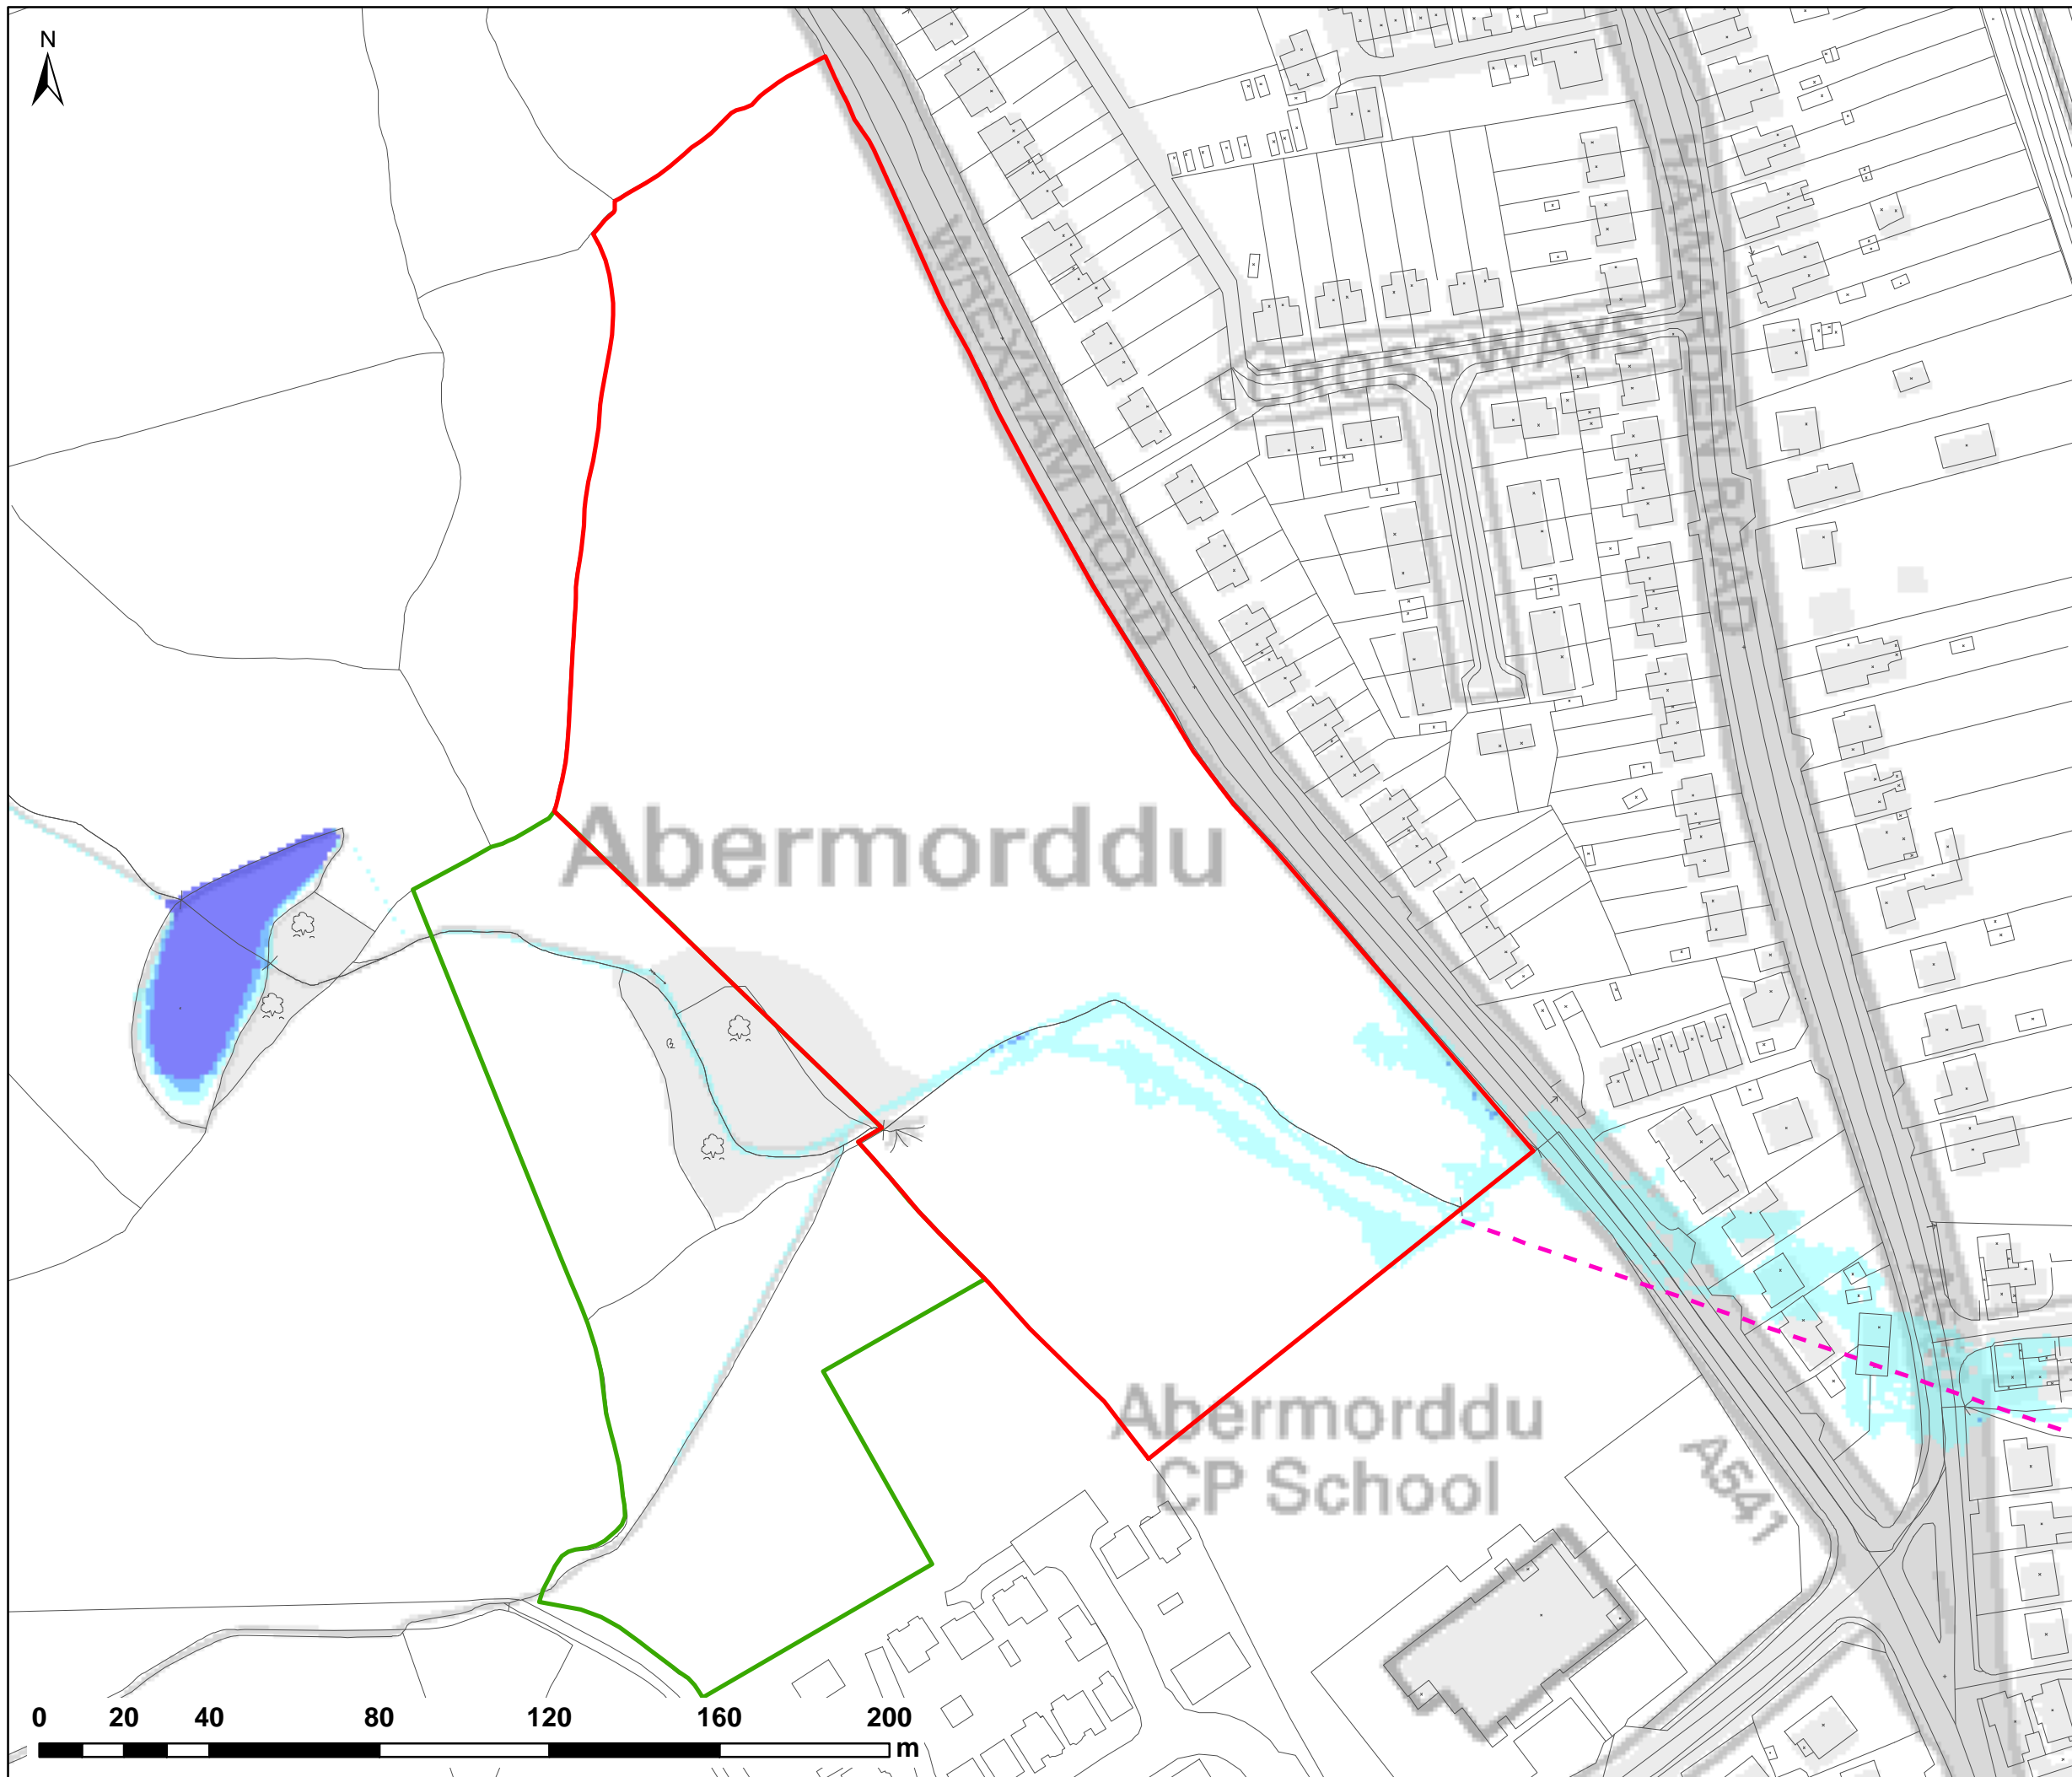 N
WREXHAM ROAD
HAWARDEN ROAD
CROSSWAYS
Abermorddu
Abermorddu
CP School
A541
0 20 40 80 120 160 200
m